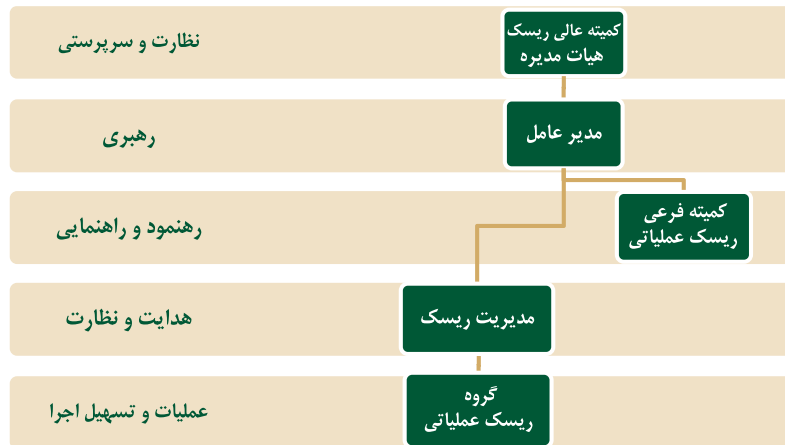 کمیته عالی ریسک
هیات مدیره
نظارت و سرپرستی
مدیر عامل
رهبری
کمیته فرعی
ریسک عملیاتی
رهنمود و راهنمایی
مدیریت ریسک
هدایت و نظارت
گروه
ریسک عملیاتی
عملیات و تسهیل اجرا